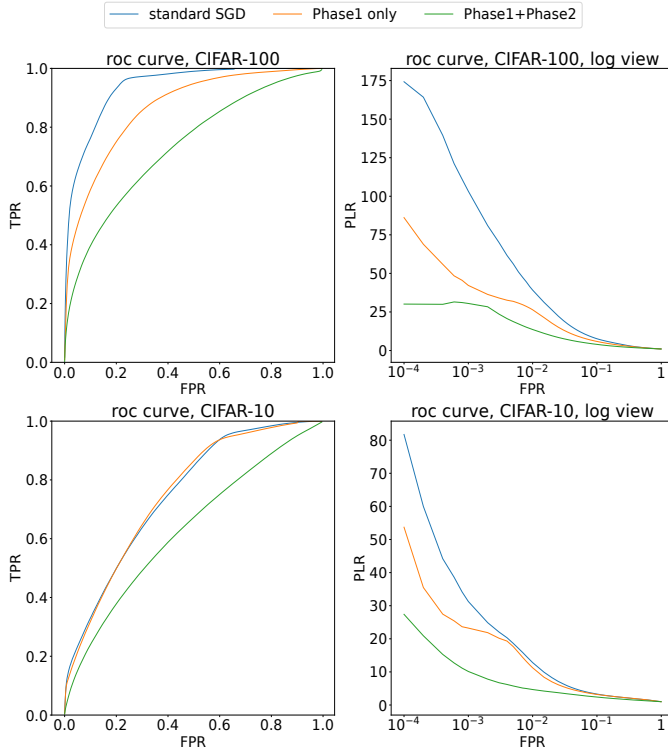 standard SGD Phase1 only Phase1+Phase2
roc curve, CIFAR-100
1.0
0.8
0.6
0.4
0.2
0.0
TPR
0.0 0.2 0.4 0.6 0.8 1.0
FPR
roc curve, CIFAR-100, log view
175
150
125
100
75
50
25
0
PLR
10⁻⁴ 10⁻³ 10⁻² 10⁻¹ 1
FPR
roc curve, CIFAR-10
1.0
0.8
0.6
0.4
0.2
0.0
TPR
0.0 0.2 0.4 0.6 0.8 1.0
FPR
roc curve, CIFAR-10, log view
80
70
60
50
40
30
20
10
0
PLR
10⁻⁴ 10⁻³ 10⁻² 10⁻¹ 1
FPR